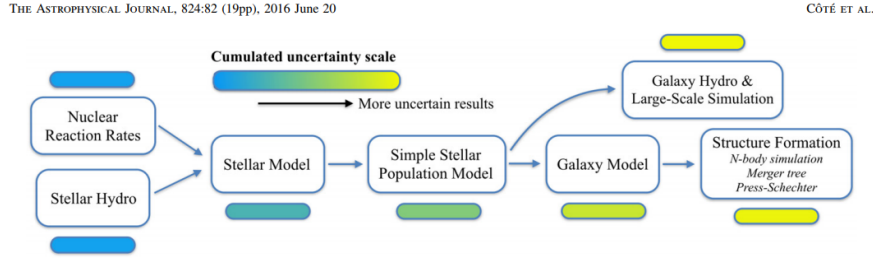 THE ASTROPHYSICAL JOURNAL, 824:82 (19pp), 2016 June 20
CÔTÉ ET AL.
Cumulated uncertainty scale
More uncertain results
Nuclear
Reaction Rates
Stellar Hydro
Stellar Model
Simple Stellar
Population Model
Galaxy Hydro &
Large-Scale Simulation
Galaxy Model
Structure Formation
N-body simulation
Merger tree
Press-Schechter